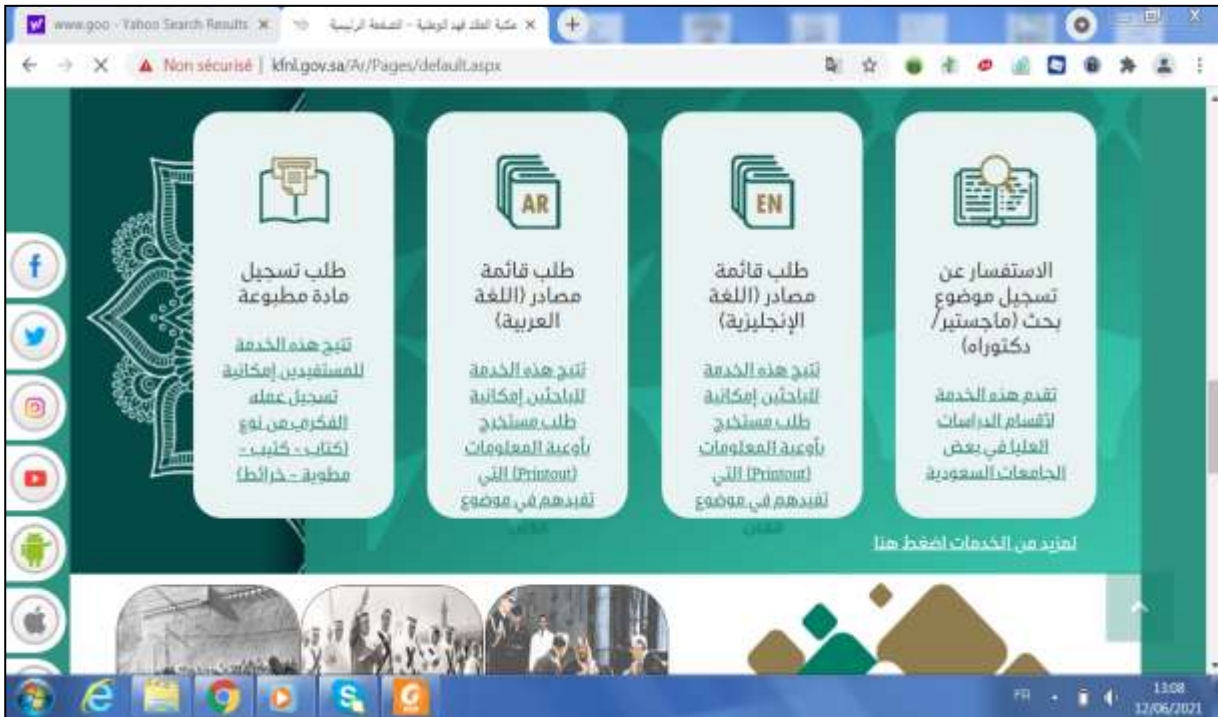 www.goo - Yahoo Search Results
مكتبة الملك فهد الوطنية - الصفحة الرئيسية
Non sécurisé | kfnl.gov.sa/Ar/Pages/default.aspx
الاستفسار عن
تسجيل موضوع
بحث (ماجستير/
دكتوراه)
تقدم هذه الخدمة
لأقسام الدراسات
العليا في بعض
الجامعات السعودية
EN
طلب قائمة
مصادر (اللغة
الإنجليزية)
تتيح هذه الخدمة
للباحثين إمكانية
طلب مستخرج
بأوعية المعلومات
(Printout) التي
تفيدهم في موضوع
AR
طلب قائمة
مصادر (اللغة
العربية)
تتيح هذه الخدمة
للباحثين إمكانية
طلب مستخرج
بأوعية المعلومات
(Printout) التي
تفيدهم في موضوع
طلب تسجيل
مادة مطبوعة
تتيح هذه الخدمة
للمستفيدين إمكانية
تسجيل عمله
الفكري من نوع
(كتاب - كتيب -
مطوية - خرائط)
لمزيد من الخدمات اضغط هنا
FR
13:08
12/06/2021